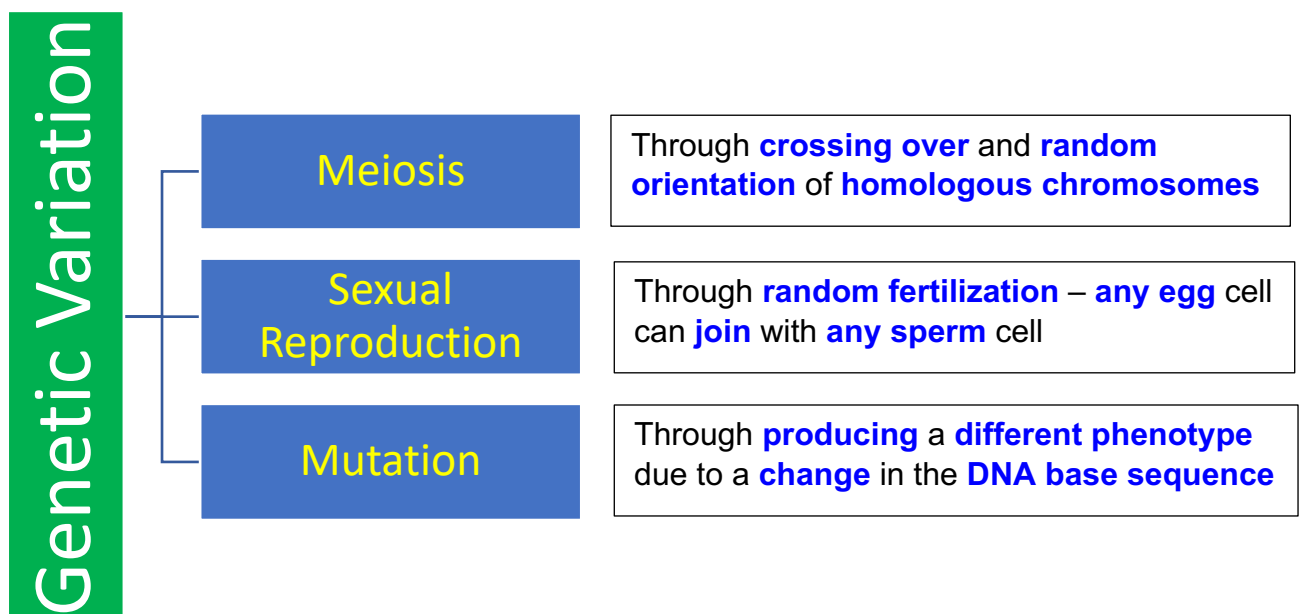 Genetic Variation
Meiosis
Through crossing over and random
orientation of homologous chromosomes
Sexual
Reproduction
Through random fertilization – any egg cell
can join with any sperm cell
Mutation
Through producing a different phenotype
due to a change in the DNA base sequence